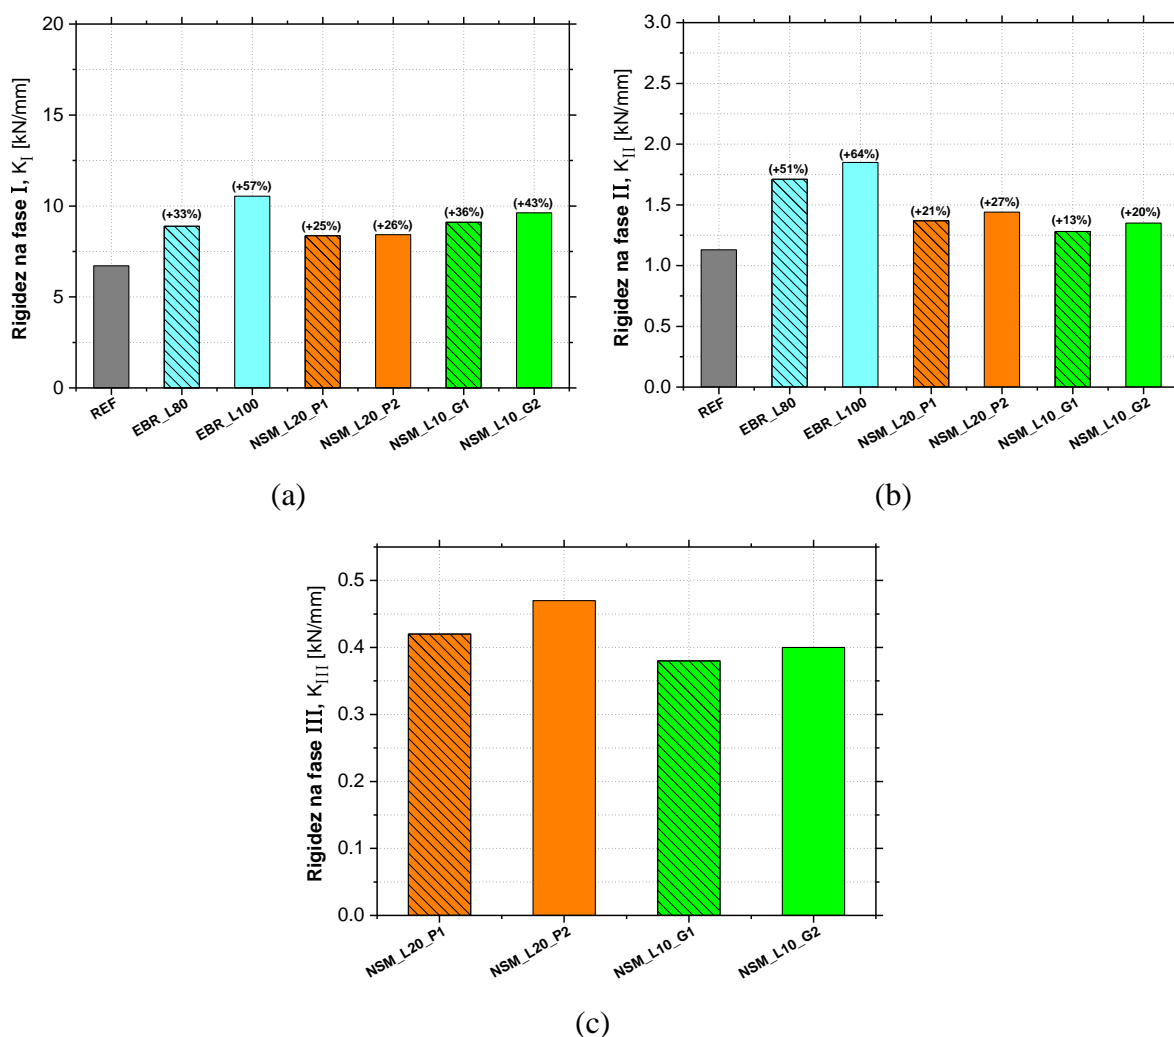 20
15
10
5
0
Rigidez na fase I, K_I [kN/mm]
(+33%)
(+57%)
(+25%)
(+26%)
(+36%)
(+43%)
REF
EBR_L80
EBR_L100
NSM_L20_P1
NSM_L20_P2
NSM_L10_G1
NSM_L10_G2
(a)
3.0
2.5
2.0
1.5
1.0
0.5
0.0
Rigidez na fase II, K_II [kN/mm]
(+51%)
(+64%)
(+21%)
(+27%)
(+13%)
(+20%)
REF
EBR_L80
EBR_L100
NSM_L20_P1
NSM_L20_P2
NSM_L10_G1
NSM_L10_G2
(b)
0.5
0.4
0.3
0.2
0.1
0.0
Rigidez na fase III, K_III [kN/mm]
NSM_L20_P1
NSM_L20_P2
NSM_L10_G1
NSM_L10_G2
(c)